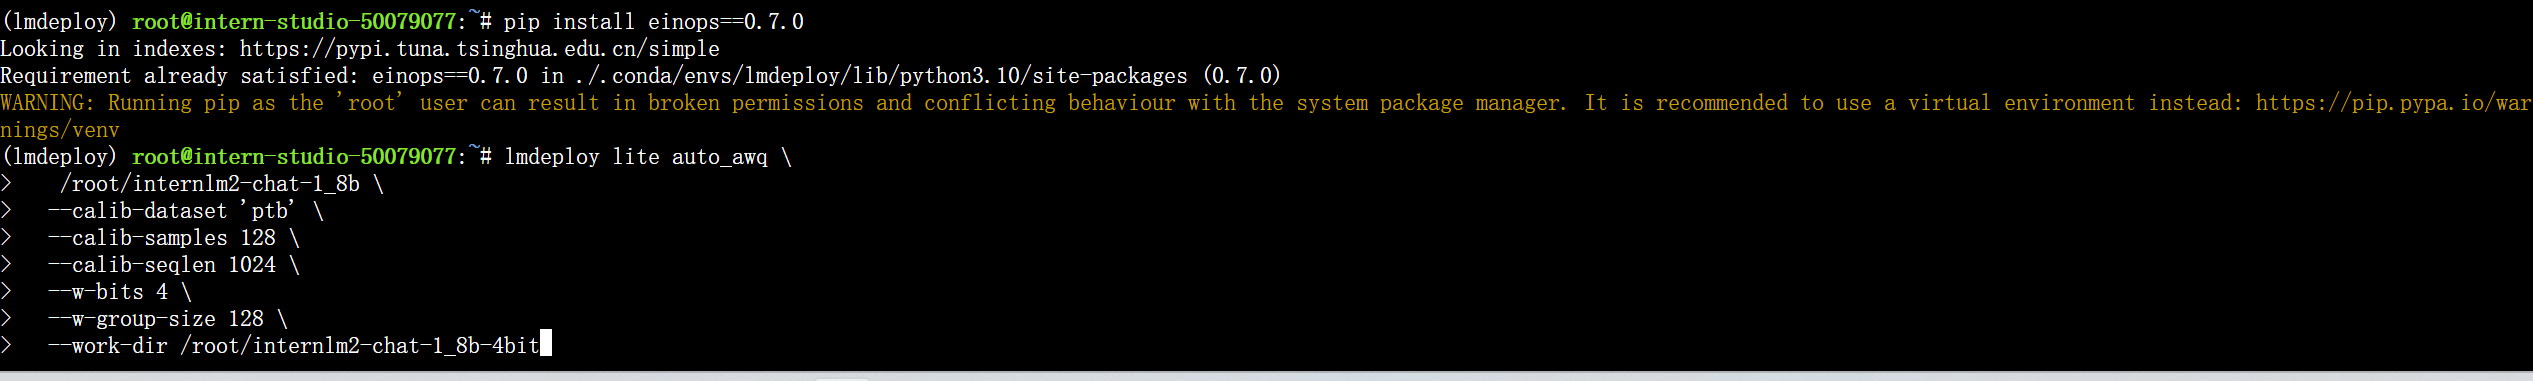 (lmdeploy) root@intern-studio-50079077:~# pip install einops==0.7.0
Looking in indexes: https://pypi.tuna.tsinghua.edu.cn/simple
Requirement already satisfied: einops==0.7.0 in ./.conda/envs/lmdeploy/lib/python3.10/site-packages (0.7.0)
WARNING: Running pip as the 'root' user can result in broken permissions and conflicting behaviour with the system package manager. It is recommended to use a virtual environment instead: https://pip.pypa.io/war
nings/venv
(lmdeploy) root@intern-studio-50079077:~# lmdeploy lite auto_awq \
>    /root/internlm2-chat-1_8b \
>   --calib-dataset 'ptb' \
>   --calib-samples 128 \
>   --calib-seqlen 1024 \
>   --w-bits 4 \
>   --w-group-size 128 \
>   --work-dir /root/internlm2-chat-1_8b-4bit